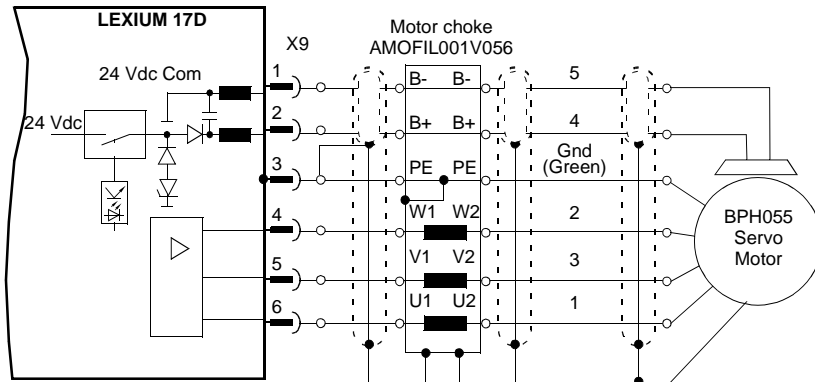 LEXIUM 17D
Motor choke
AMOFIL001V056
X9
24 Vdc Com
24 Vdc
1
2
3
4
5
6
B- B-
B+ B+
PE PE
W1 W2
V1 V2
U1 U2
5
4
Gnd
(Green)
2
3
1
BPH055
Servo
Motor